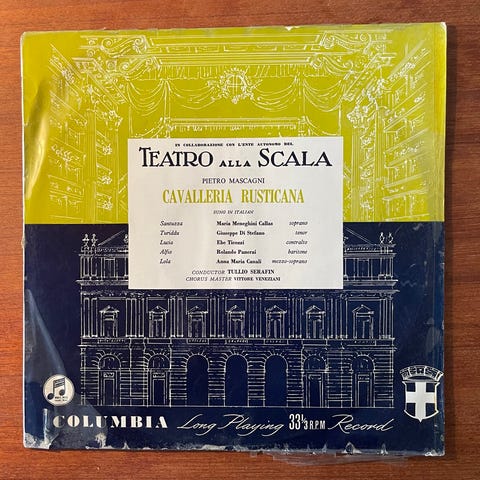 IN COLLABORAZIONE CON L'ENTE AUTONOMO DEL
TEATRO ALLA SCALA
PIETRO MASCAGNI
CAVALLERIA RUSTICANA
SUNG IN ITALIAN
Santuzza Maria Meneghini Callas soprano
Turiddu Giuseppe Di Stefano tenor
Lucia Ebe Ticozzi contralto
Alfio Rolando Panerai baritone
Lola Anna Maria Canali mezzo-soprano
CONDUCTOR TULLIO SERAFIN
CHORUS MASTER VITTORE VENEZIANI
COLUMBIA Long Playing 33⅓ R.P.M Record